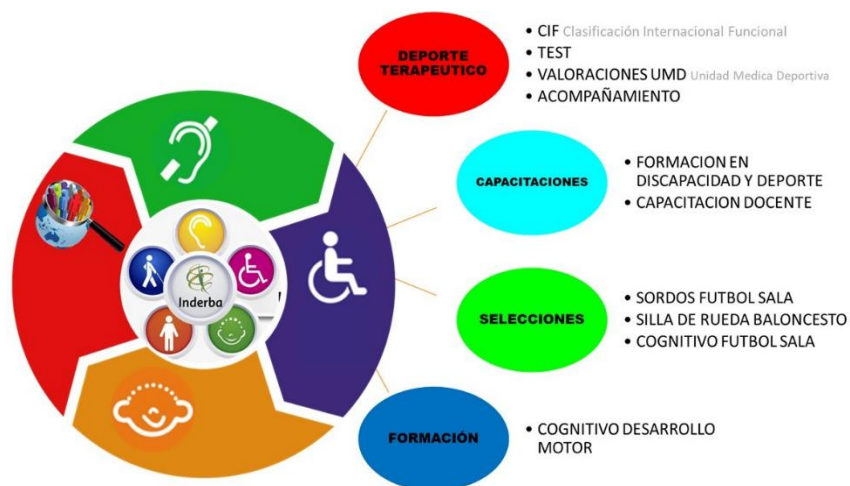 DEPORTE
TERAPEUTICO
• CIF Clasificación Internacional Funcional
• TEST
• VALORACIONES UMD Unidad Medica Deportiva
• ACOMPAÑAMIENTO
CAPACITACIONES
• FORMACION EN
DISCAPACIDAD Y DEPORTE
• CAPACITACION DOCENTE
Inderba
SELECCIONES
• SORDOS FUTBOL SALA
• SILLA DE RUEDA BALONCESTO
• COGNITIVO FUTBOL SALA
FORMACIÓN
• COGNITIVO DESARROLLO
MOTOR